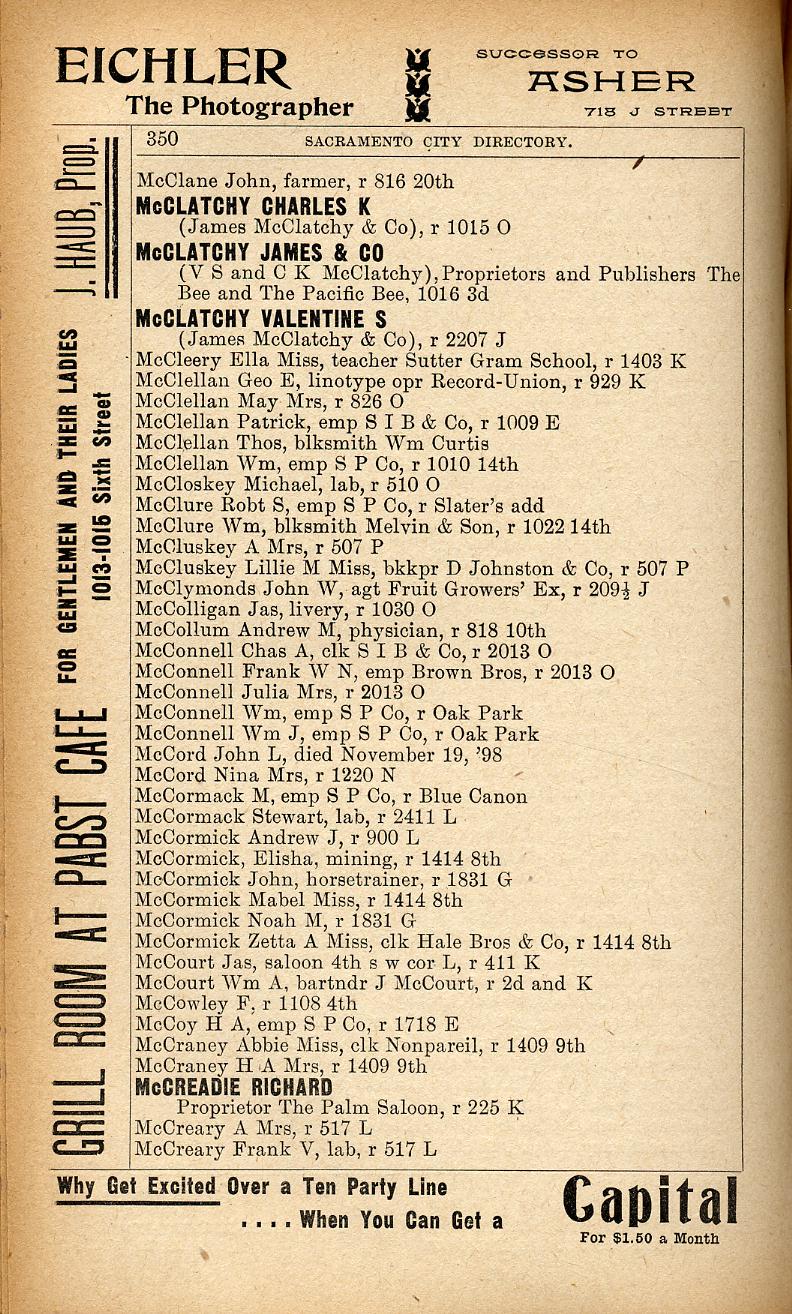 EICHLER
The Photographer
SUCCESSOR TO
ASHER
718 J STREET
J. HAUB, Prop.
GRILL ROOM AT PABST CAFE FOR GENTLEMEN AND THEIR LADIES
1013-1015 Sixth Street
350 SACRAMENTO CITY DIRECTORY.
McClane John, farmer, r 816 20th
McCLATCHY CHARLES K
(James McClatchy & Co), r 1015 O
McCLATCHY JAMES & CO
(V S and C K McClatchy), Proprietors and Publishers The
Bee and The Pacific Bee, 1016 3d
McCLATCHY VALENTINE S
(James McClatchy & Co), r 2207 J
McCleery Ella Miss, teacher Sutter Gram School, r 1403 K
McClellan Geo E, linotype opr Record-Union, r 929 K
McClellan May Mrs, r 826 O
McClellan Patrick, emp S I B & Co, r 1009 E
McClellan Thos, blksmith Wm Curtis
McClellan Wm, emp S P Co, r 1010 14th
McCloskey Michael, lab, r 510 O
McClure Robt S, emp S P Co, r Slater's add
McClure Wm, blksmith Melvin & Son, r 1022 14th
McCluskey A Mrs, r 507 P
McCluskey Lillie M Miss, bkkpr D Johnston & Co, r 507 P
McClymonds John W, agt Fruit Growers' Ex, r 209½ J
McColligan Jas, livery, r 1030 O
McCollum Andrew M, physician, r 818 10th
McConnell Chas A, clk S I B & Co, r 2013 O
McConnell Frank W N, emp Brown Bros, r 2013 O
McConnell Julia Mrs, r 2013 O
McConnell Wm, emp S P Co, r Oak Park
McConnell Wm J, emp S P Co, r Oak Park
McCord John L, died November 19, '98
McCord Nina Mrs, r 1220 N
McCormack M, emp S P Co, r Blue Canon
McCormack Stewart, lab, r 2411 L
McCormick Andrew J, r 900 L
McCormick, Elisha, mining, r 1414 8th
McCormick John, horsetrainer, r 1831 G
McCormick Mabel Miss, r 1414 8th
McCormick Noah M, r 1831 G
McCormick Zetta A Miss, clk Hale Bros & Co, r 1414 8th
McCourt Jas, saloon 4th s w cor L, r 411 K
McCourt Wm A, bartndr J McCourt, r 2d and K
McCowley F, r 1108 4th
McCoy H A, emp S P Co, r 1718 E
McCraney Abbie Miss, clk Nonpareil, r 1409 9th
McCraney H A Mrs, r 1409 9th
McCREADIE RICHARD
Proprietor The Palm Saloon, r 225 K
McCreary A Mrs, r 517 L
McCreary Frank V, lab, r 517 L
Why Get Excited Over a Ten Party Line
....When You Can Get a
Capital
For $1.50 a Month